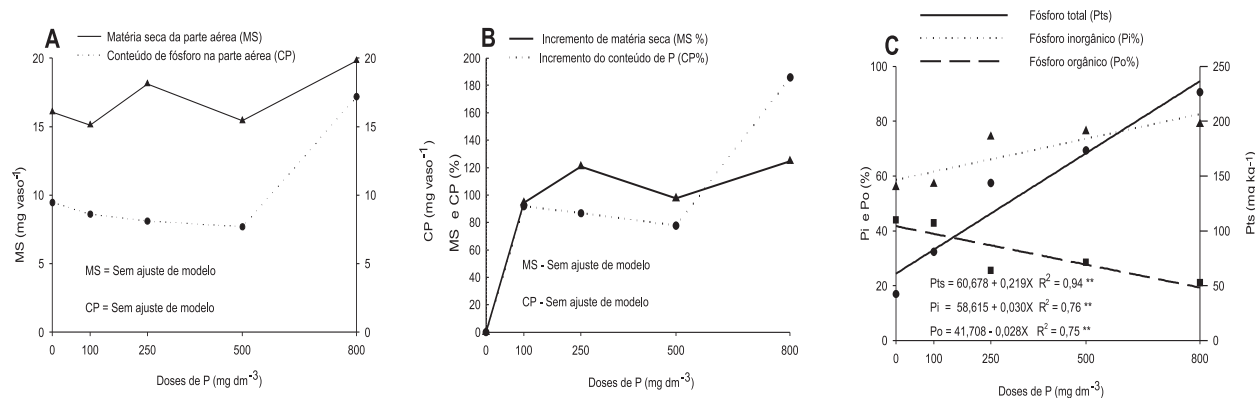 A
Matéria seca da parte aérea (MS)
Conteúdo de fósforo na parte aérea (CP)
MS (mg vaso-1)
20
15
10
5
0
20
15
10
5
0
CP (mg vaso-1)
MS = Sem ajuste de modelo
CP = Sem ajuste de modelo
0 100 250 500 800
Doses de P (mg dm-3)
B
Incremento de matéria seca (MS %)
Incremento do conteúdo de P (CP%)
MS e CP (%)
200
180
160
140
120
100
80
60
40
20
0
MS - Sem ajuste de modelo
CP - Sem ajuste de modelo
0 100 250 500 800
Doses de P (mg dm-3)
C
Fósforo total (Pts)
Fósforo inorgânico (Pi%)
Fósforo orgânico (Po%)
Pi e Po (%)
100
80
60
40
20
0
250
200
150
100
50
0
Pts (mg kg-1)
Pts = 60,678 + 0,219X R2 = 0,94 **
Pi = 58,615 + 0,030X R2 = 0,76 **
Po = 41,708 - 0,028X R2 = 0,75 **
0 100 250 500 800
Doses de P (mg dm-3)